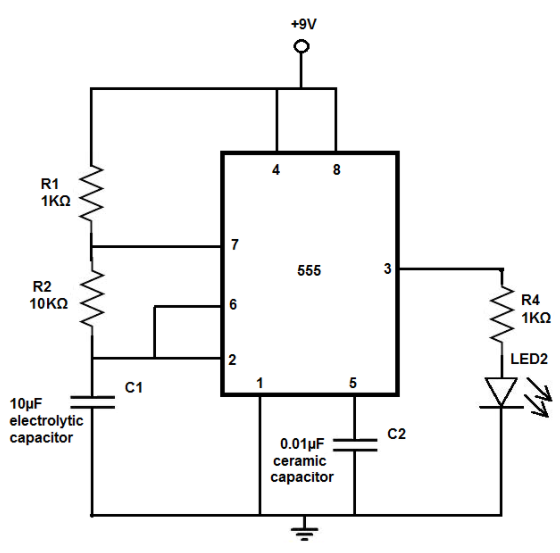 +9V
4
8
R1
1KΩ
7
R2
10KΩ
6
555
3
R4
1KΩ
2
LED2
1
5
C1
10µF
electrolytic
capacitor
0.01µF
ceramic
capacitor
C2